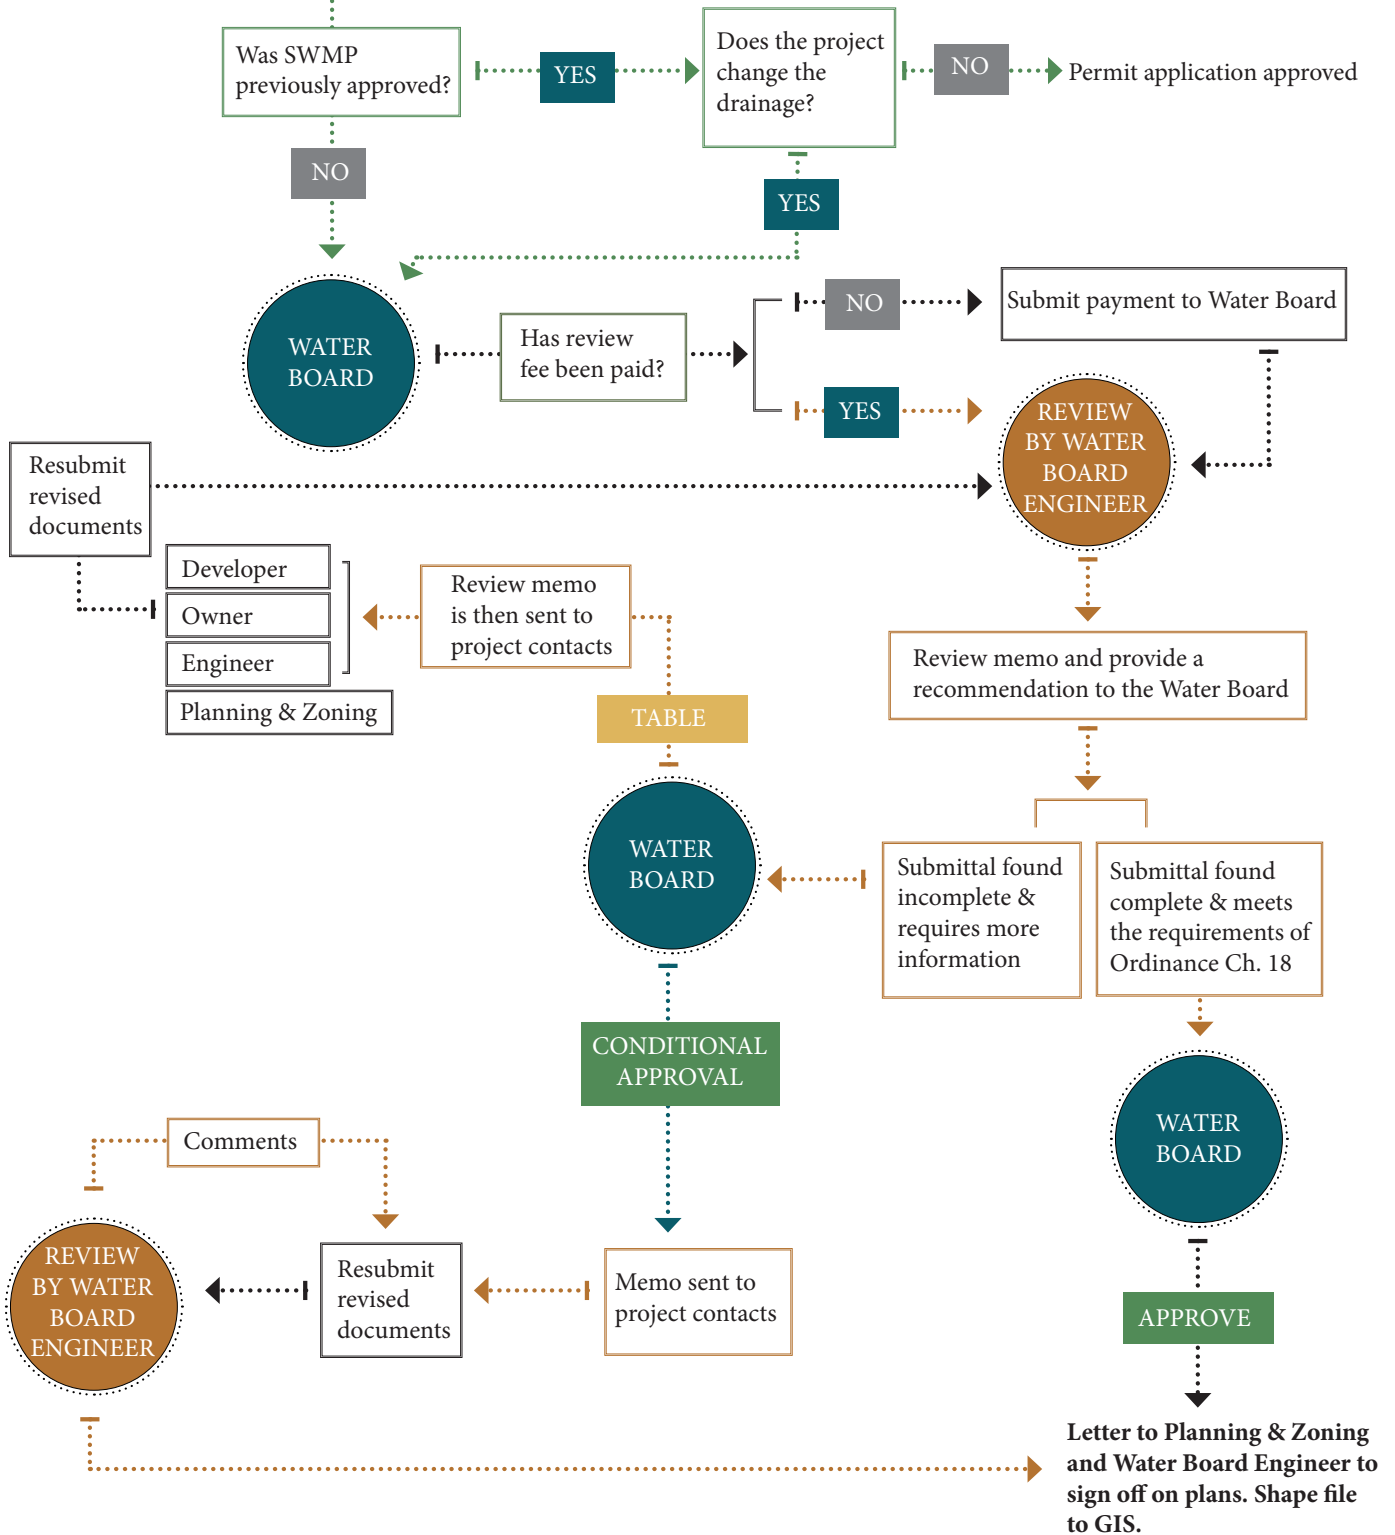 Was SWMP
previously approved?
YES
Does the project
change the
drainage?
NO
Permit application approved
NO
YES
WATER
BOARD
Has review
fee been paid?
NO
Submit payment to Water Board
YES
REVIEW
BY WATER
BOARD
ENGINEER
Resubmit
revised
documents
Developer
Owner
Engineer
Planning & Zoning
Review memo
is then sent to
project contacts
TABLE
Review memo and provide a
recommendation to the Water Board
WATER
BOARD
Submittal found
incomplete &
requires more
information
Submittal found
complete & meets
the requirements of
Ordinance Ch. 18
CONDITIONAL
APPROVAL
WATER
BOARD
Comments
REVIEW
BY WATER
BOARD
ENGINEER
Resubmit
revised
documents
Memo sent to
project contacts
APPROVE
Letter to Planning & Zoning
and Water Board Engineer to
sign off on plans. Shape file
to GIS.